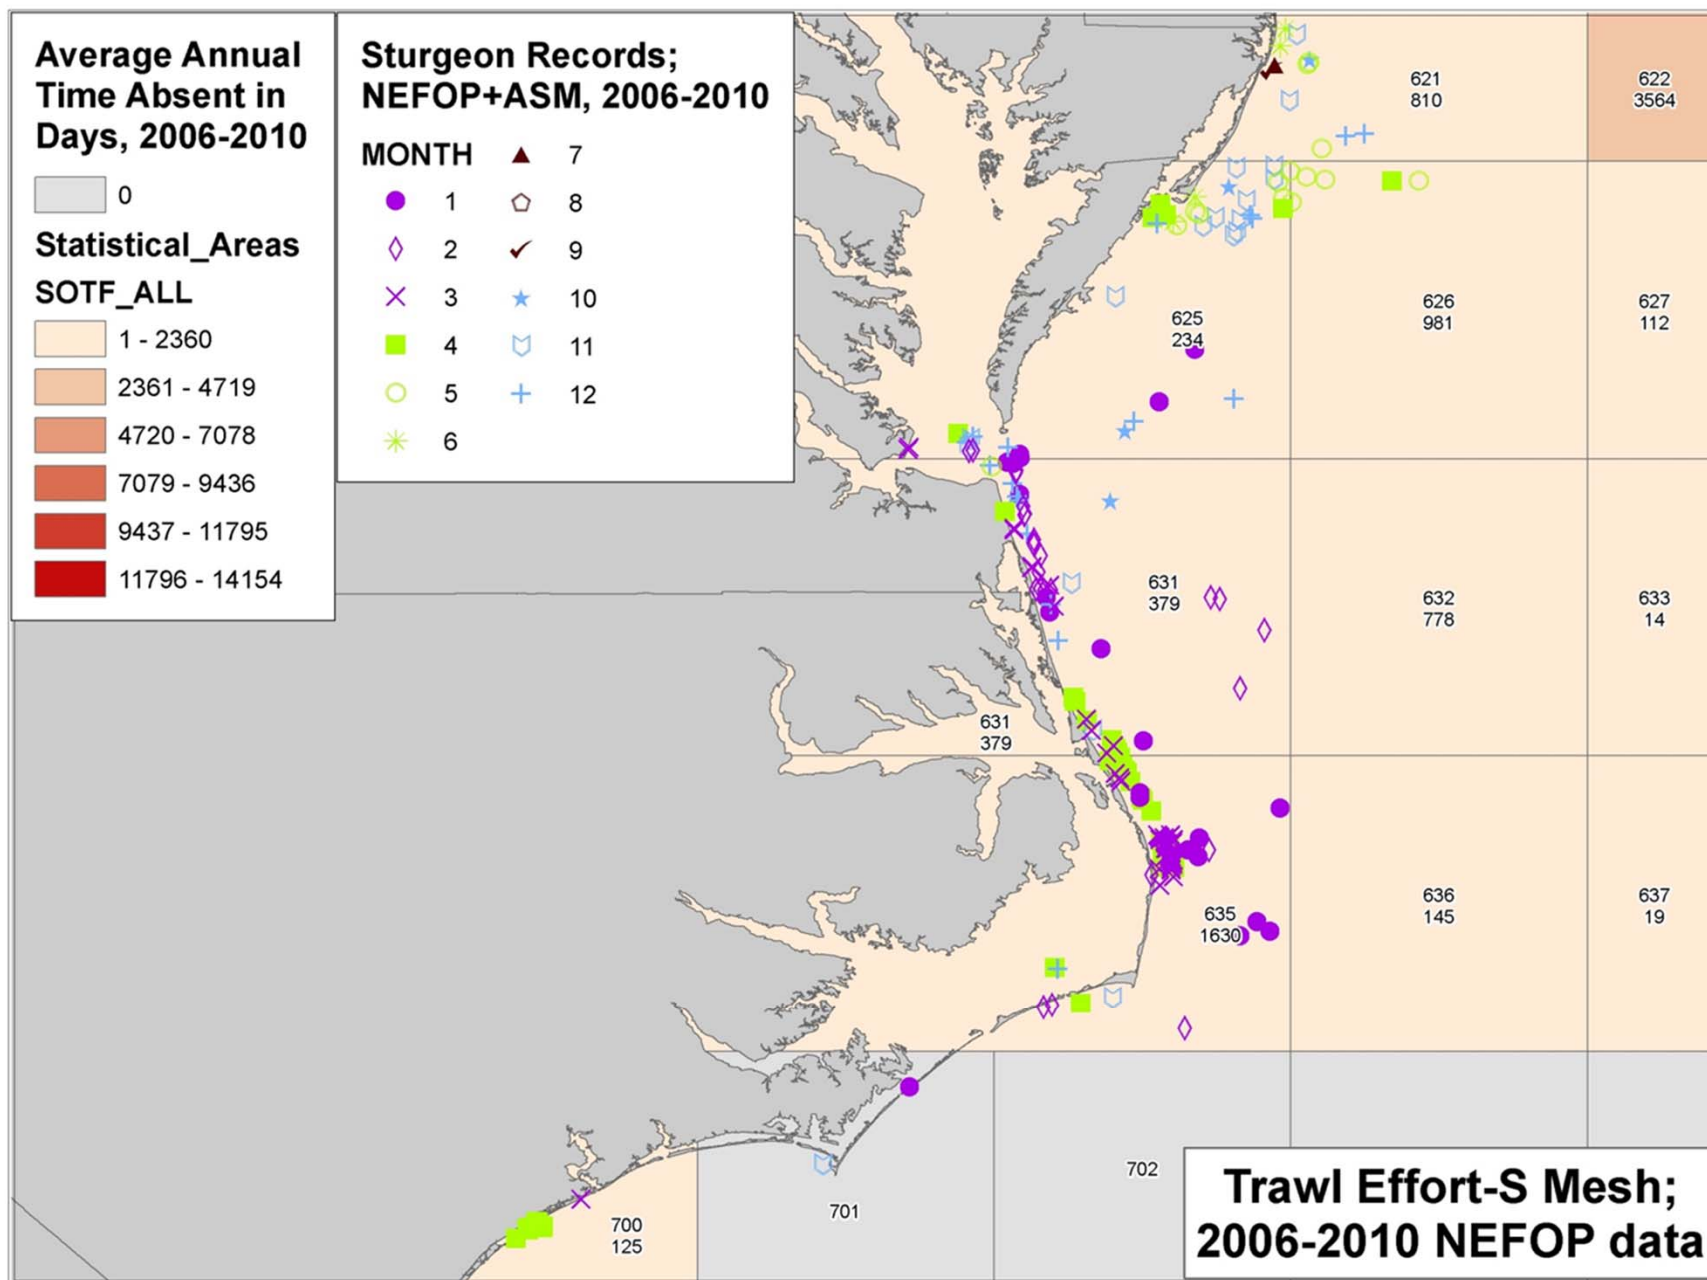 Average Annual
Time Absent in
Days, 2006-2010
0
Statistical_Areas
SOTF_ALL
1 - 2360
2361 - 4719
4720 - 7078
7079 - 9436
9437 - 11795
11796 - 14154
Sturgeon Records;
NEFOP+ASM, 2006-2010
MONTH
1
2
3
4
5
6
7
8
9
10
11
12
621
810
622
3564
625
234
626
981
627
112
631
379
632
778
633
14
631
379
635
1630
636
145
637
19
700
125
701
702
Trawl Effort-S Mesh;
2006-2010 NEFOP data